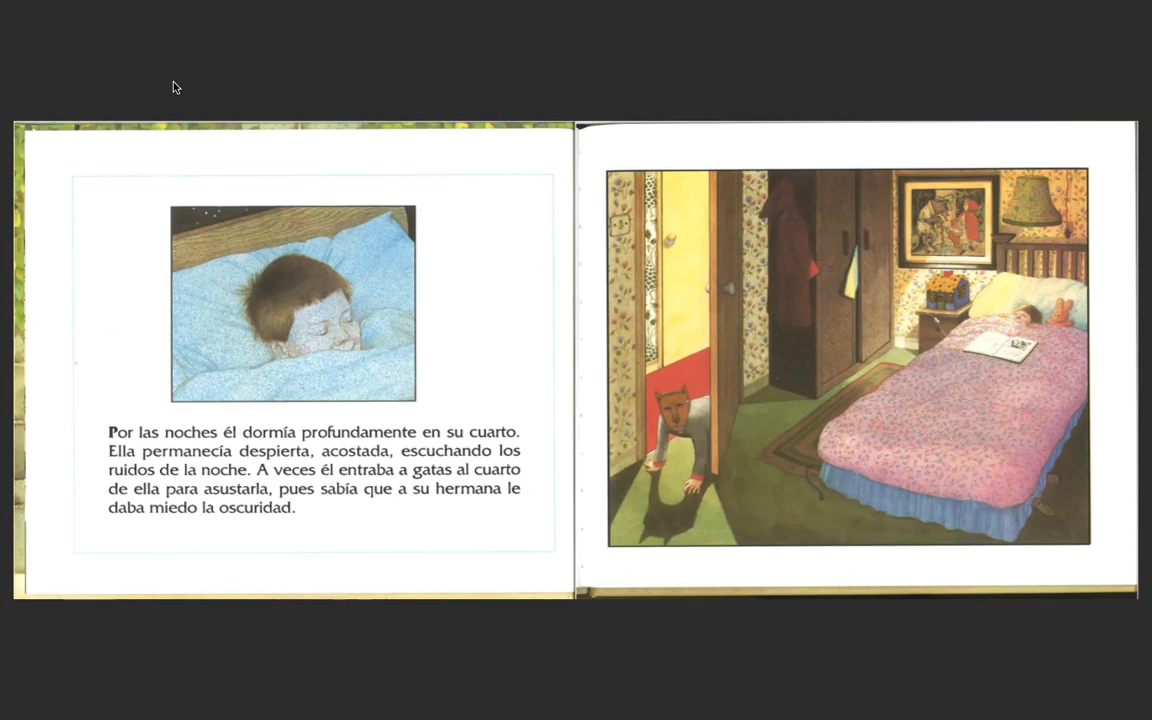 Por las noches él dormía profundamente en su cuarto.
Ella permanecía despierta, acostada, escuchando los
ruidos de la noche. A veces él entraba a gatas al cuarto
de ella para asustarla, pues sabía que a su hermana le
daba miedo la oscuridad.